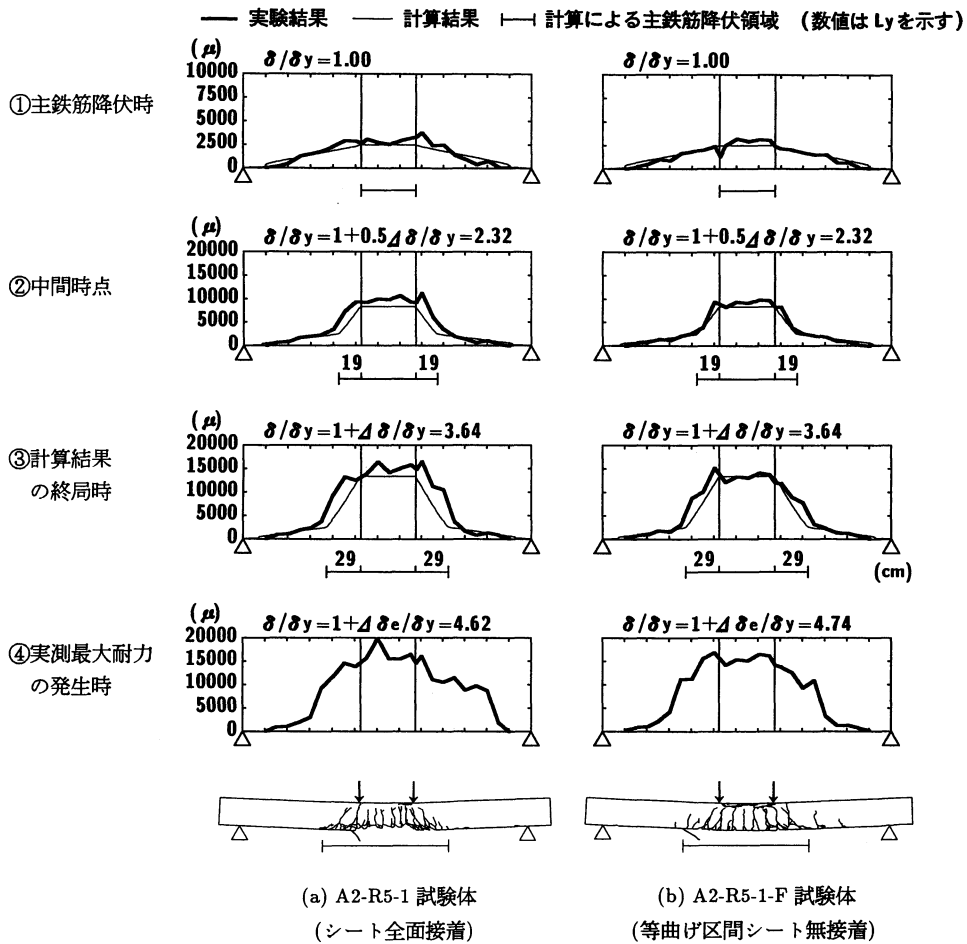 実験結果 計算結果 計算による主鉄筋降伏領域 (数値は Lyを示す)
①主鉄筋降伏時
(μ)
δ/δy=1.00
10000
7500
5000
2500
0
δ/δy=1.00
②中間時点
(μ)
δ/δy=1+0.5Δδ/δy=2.32
20000
15000
10000
5000
0
19 19
δ/δy=1+0.5Δδ/δy=2.32
19 19
③計算結果
の終局時
(μ)
δ/δy=1+Δδ/δy=3.64
20000
15000
10000
5000
0
29 29
δ/δy=1+Δδ/δy=3.64
29 29
(cm)
④実測最大耐力
の発生時
(μ)
δ/δy=1+Δδe/δy=4.62
20000
15000
10000
5000
0
δ/δy=1+Δδe/δy=4.74
(a) A2-R5-1 試験体
(シート全面接着)
(b) A2-R5-1-F 試験体
(等曲げ区間シート無接着)